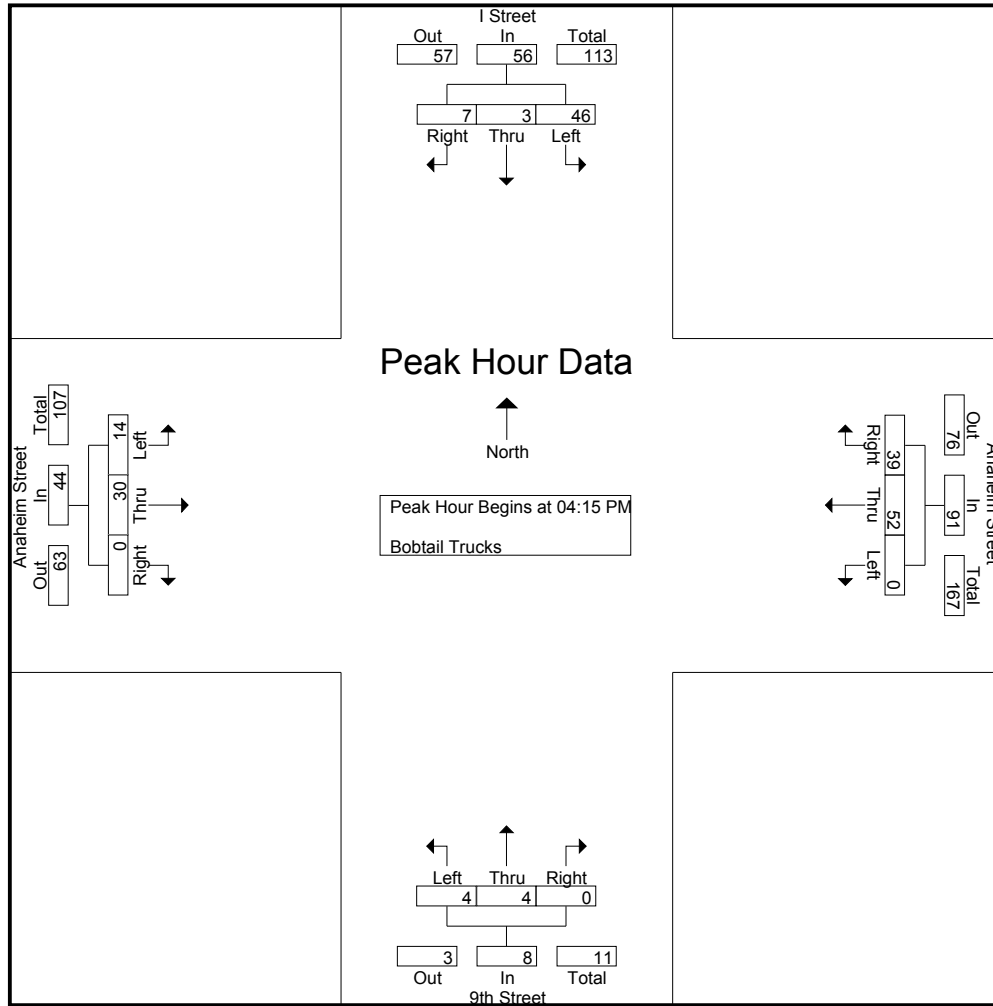 I Street
Out In Total
57 56 113
7 3 46
Right Thru Left
Peak Hour Data
North
Peak Hour Begins at 04:15 PM
Bobtail Trucks
Anaheim Street
Out In Total
63 44 107
Left Thru Right
14 30 0
Anaheim Street
Out In Total
76 91 167
Right Thru Left
39 52 0
Left Thru Right
4 4 0
3 8 11
Out In Total
9th Street